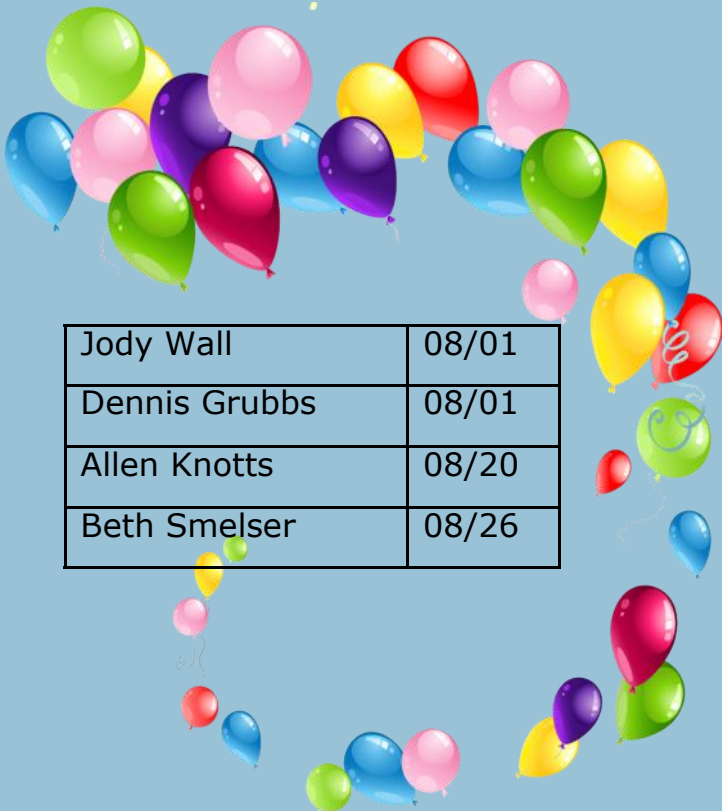 Jody Wall 08/01
Dennis Grubbs 08/01
Allen Knotts 08/20
Beth Smelser 08/26